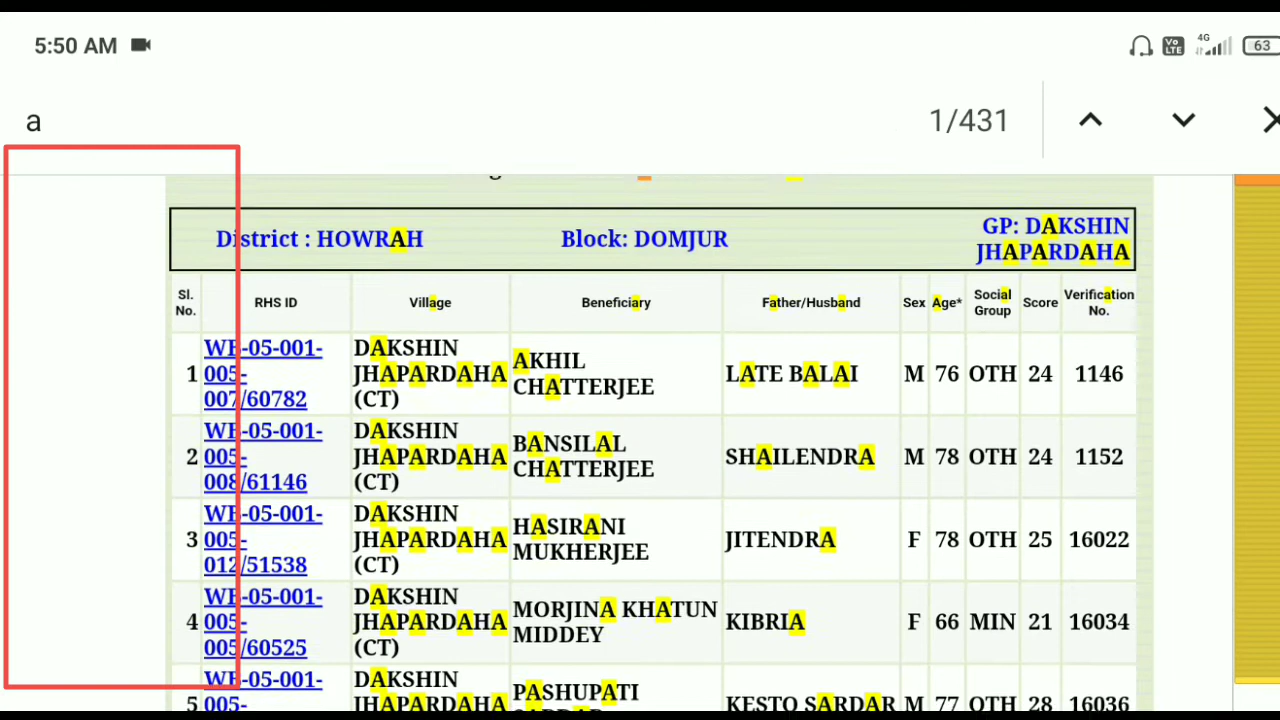 5:50 AM
Vo LTE
4G
63
a
1/431
District : HOWRAH
Block: DOMJUR
GP: DAKSHIN
JHAPARDAHA
Sl. No.
RHS ID
Village
Beneficiary
Father/Husband
Sex
Age*
Social Group
Score
Verification No.
1
WB-05-001-
005-
007/60782
DAKSHIN
JHAPARDAHA
(CT)
AKHIL
CHATTERJEE
LATE BALAI
M
76
OTH
24
1146
2
WB-05-001-
005-
008/61146
DAKSHIN
JHAPARDAHA
(CT)
BANSILAL
CHATTERJEE
SHAILENDRA
M
78
OTH
24
1152
3
WB-05-001-
005-
012/51538
DAKSHIN
JHAPARDAHA
(CT)
HASIRANI
MUKHERJEE
JITENDRA
F
78
OTH
25
16022
4
WB-05-001-
005-
005/60525
DAKSHIN
JHAPARDAHA
(CT)
MORJINA KHATUN
MIDDEY
KIBRIA
F
66
MIN
21
16034
5
WB-05-001-
005-
DAKSHIN
JHAPARDAHA
PASHUPATI
SARDAR
KESTO SARDAR
M
77
OTH
28
16036